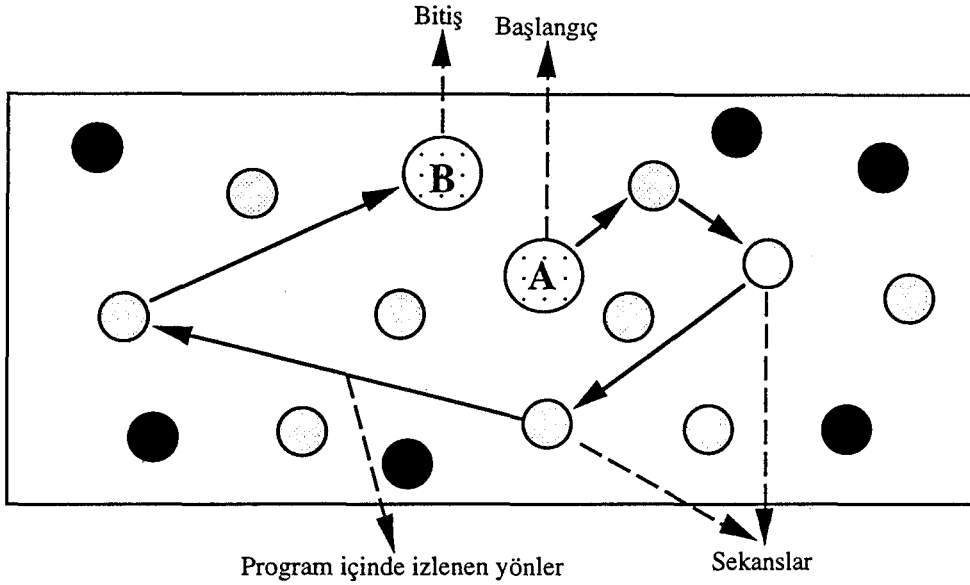 Bitiş
Başlangıç
B
A
Program içinde izlenen yönler
Sekanslar